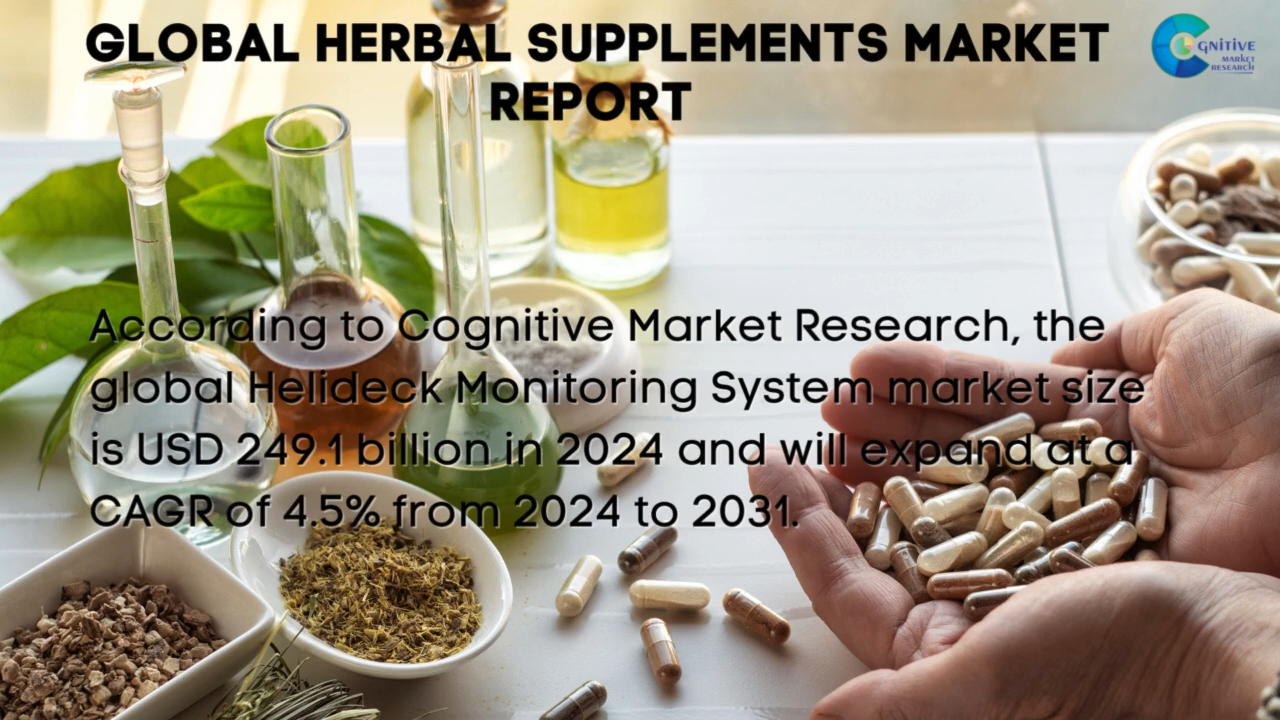 GLOBAL HERBAL SUPPLEMENTS MARKET
REPORT
GNITIVE
MARKET
RESEARCH
According to Cognitive Market Research, the
global Helideck Monitoring System market size
is USD 249.1 billion in 2024 and will expand at a
CAGR of 4.5% from 2024 to 2031.